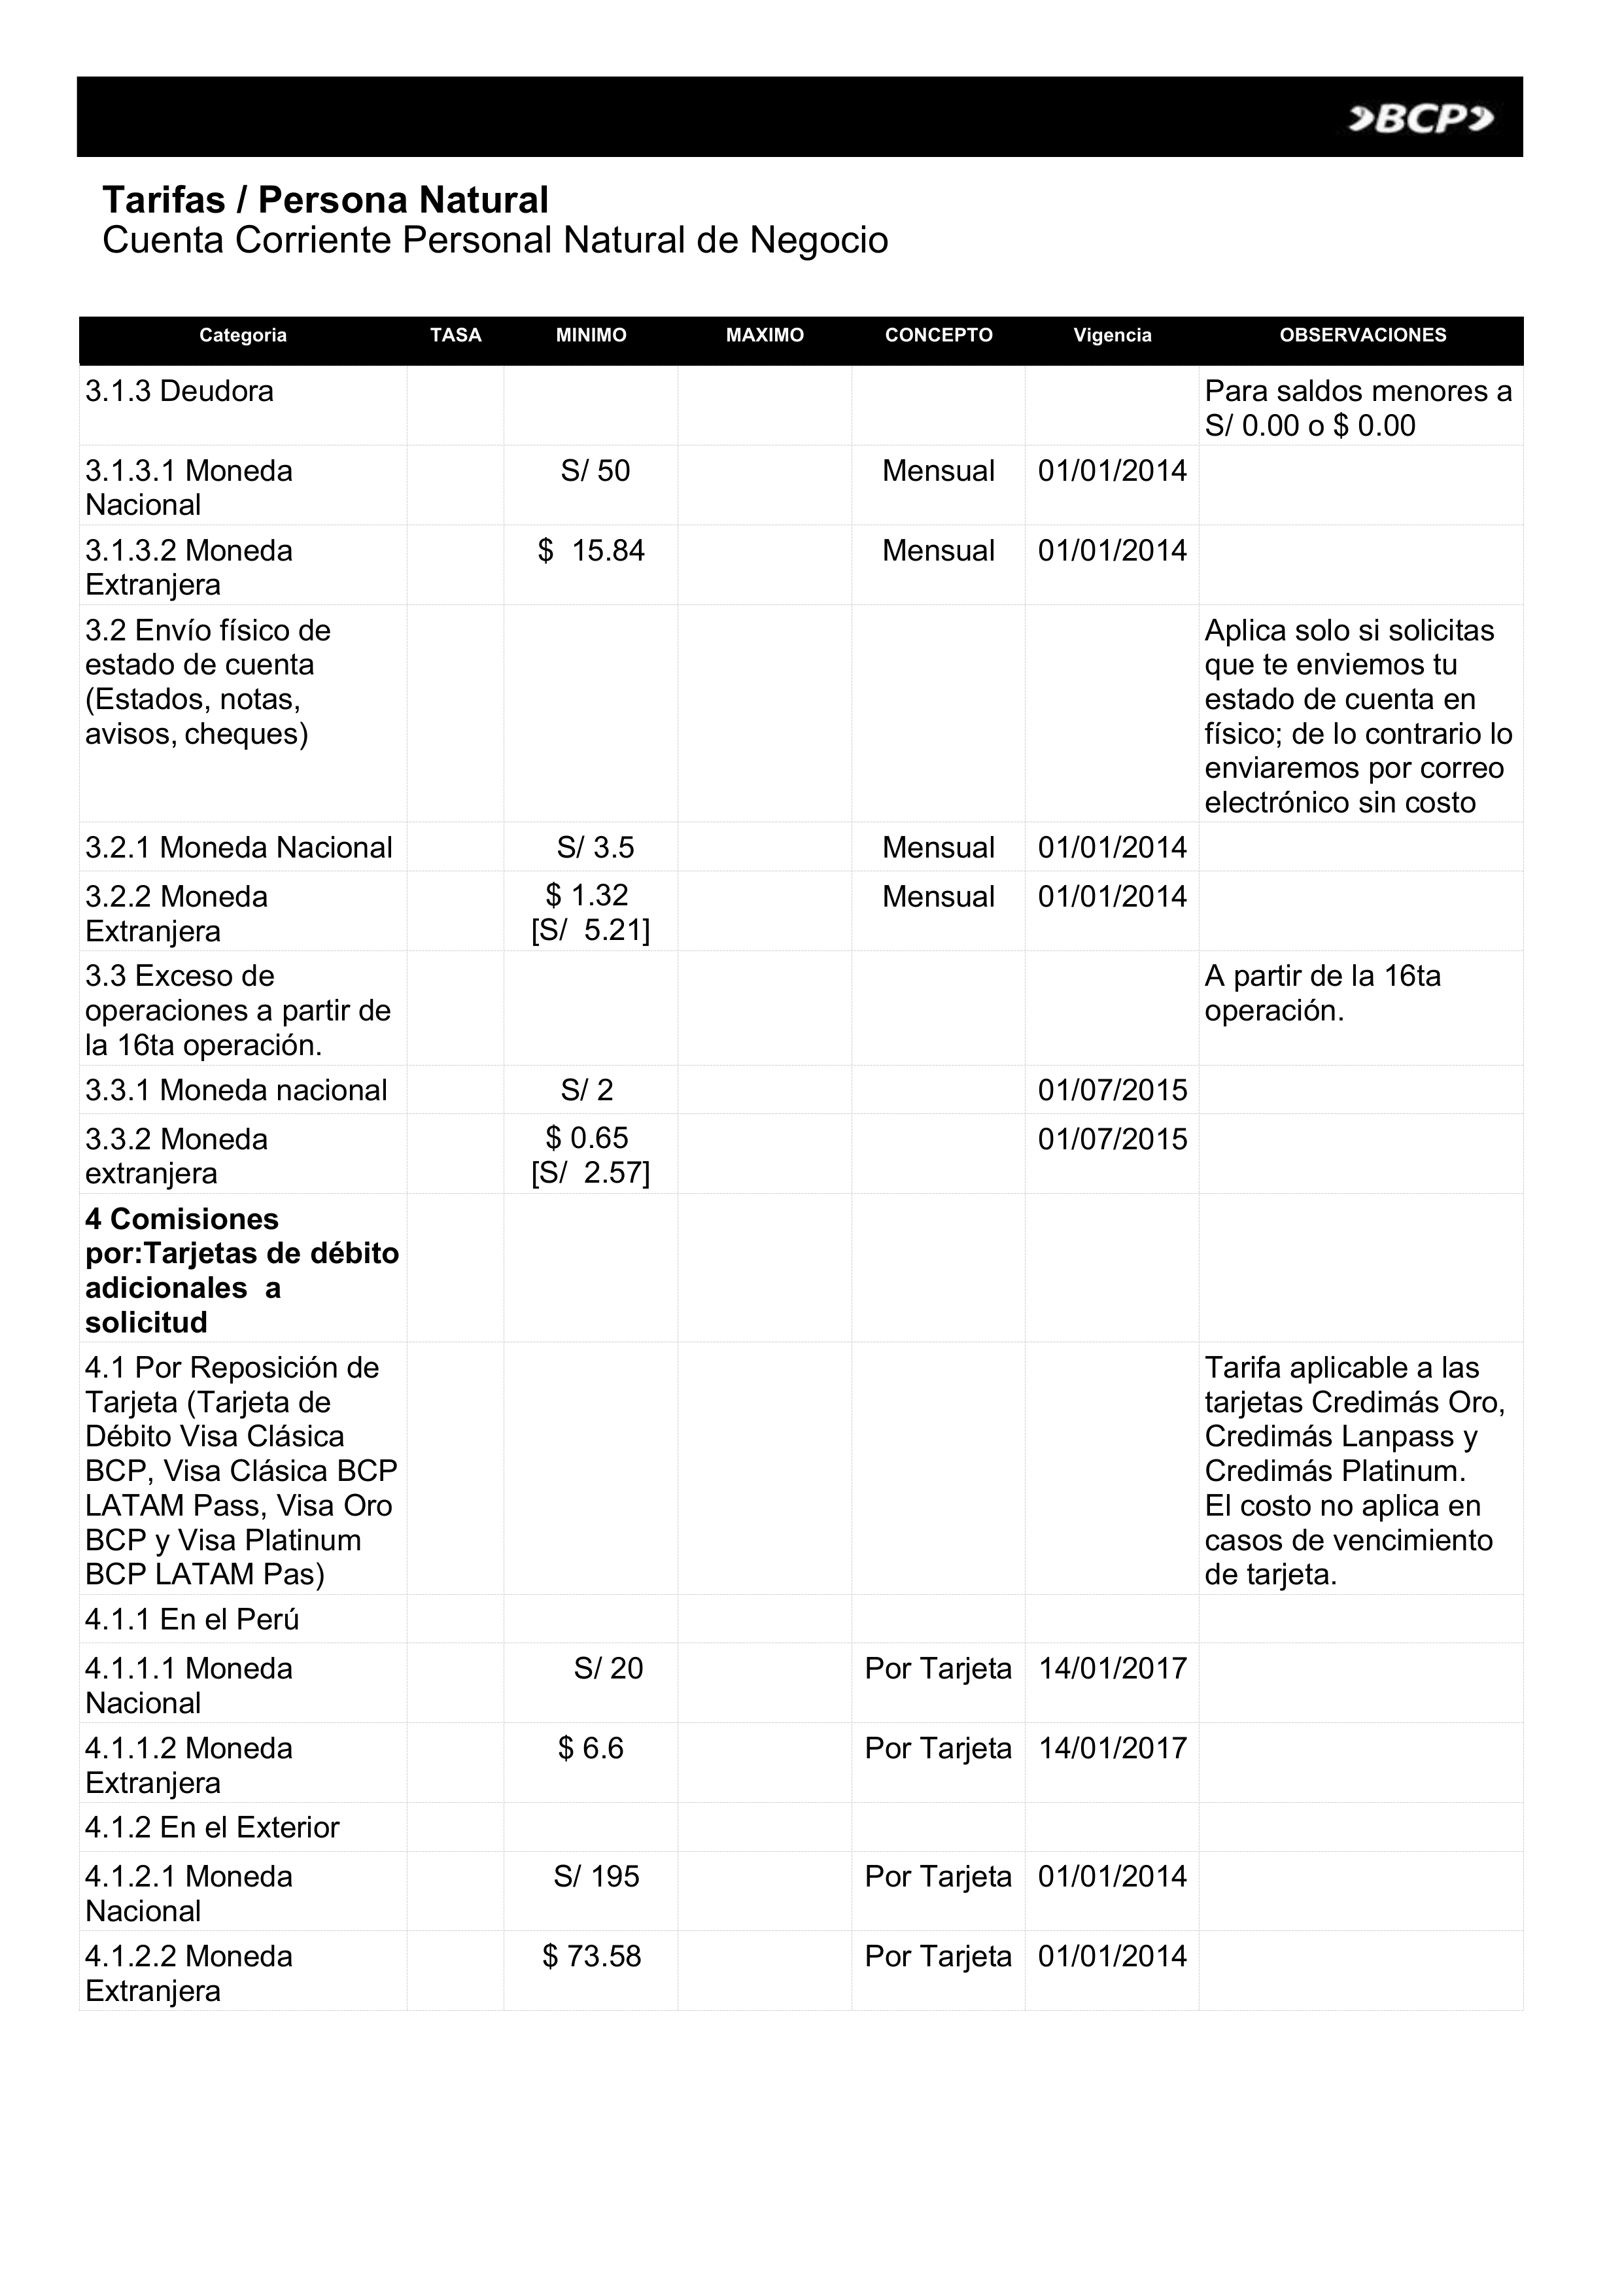 BCP
Tarifas / Persona Natural
Cuenta Corriente Personal Natural de Negocio
Categoria TASA MINIMO MAXIMO CONCEPTO Vigencia OBSERVACIONES
3.1.3 Deudora Para saldos menores a
S/ 0.00 o $ 0.00
3.1.3.1 Moneda S/ 50 Mensual 01/01/2014
Nacional
3.1.3.2 Moneda $ 15.84 Mensual 01/01/2014
Extranjera
3.2 Envío físico de Aplica solo si solicitas
estado de cuenta que te enviemos tu
(Estados, notas, estado de cuenta en
avisos, cheques) físico; de lo contrario lo
enviaremos por correo
electrónico sin costo
3.2.1 Moneda Nacional S/ 3.5 Mensual 01/01/2014
3.2.2 Moneda $ 1.32 Mensual 01/01/2014
Extranjera [S/ 5.21]
3.3 Exceso de A partir de la 16ta
operaciones a partir de operación.
la 16ta operación.
3.3.1 Moneda nacional S/ 2 01/07/2015
3.3.2 Moneda $ 0.65 01/07/2015
extranjera [S/ 2.57]
4 Comisiones
por:Tarjetas de débito
adicionales a
solicitud
4.1 Por Reposición de Tarifa aplicable a las
Tarjeta (Tarjeta de tarjetas Credimás Oro,
Débito Visa Clásica Credimás Lanpass y
BCP, Visa Clásica BCP Credimás Platinum.
LATAM Pass, Visa Oro El costo no aplica en
BCP y Visa Platinum casos de vencimiento
BCP LATAM Pas) de tarjeta.
4.1.1 En el Perú
4.1.1.1 Moneda S/ 20 Por Tarjeta 14/01/2017
Nacional
4.1.1.2 Moneda $ 6.6 Por Tarjeta 14/01/2017
Extranjera
4.1.2 En el Exterior
4.1.2.1 Moneda S/ 195 Por Tarjeta 01/01/2014
Nacional
4.1.2.2 Moneda $ 73.58 Por Tarjeta 01/01/2014
Extranjera